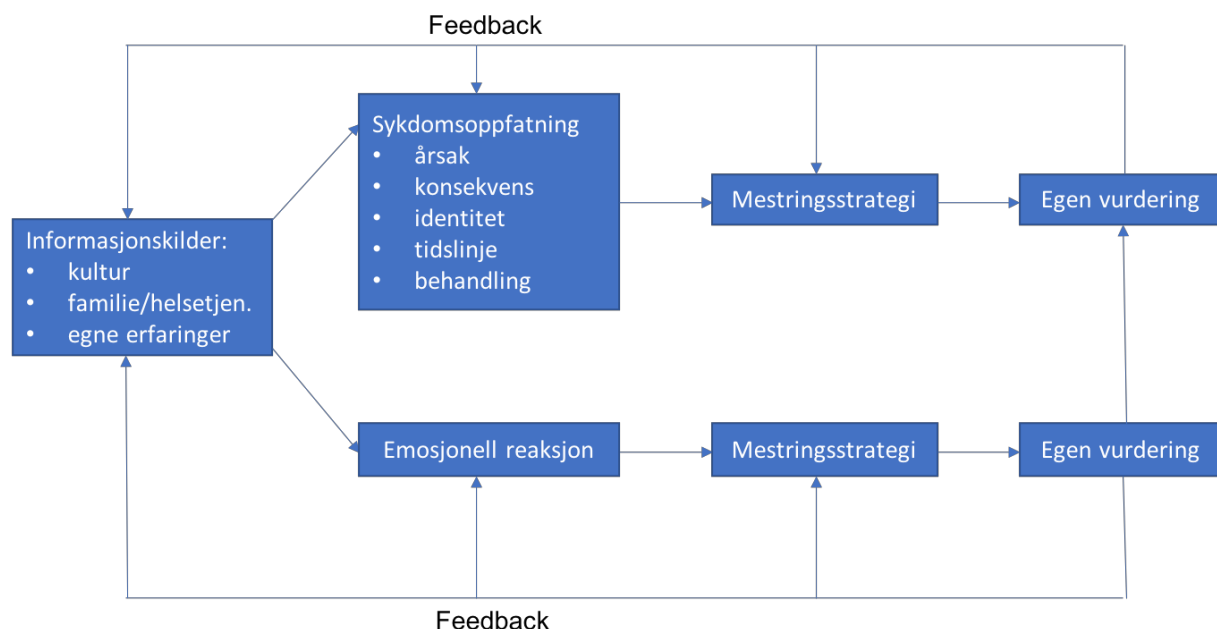 Feedback
Sykdomsoppfatning
• årsak
• konsekvens
• identitet
• tidslinje
• behandling
Mestringsstrategi
Egen vurdering
Informasjonskilder:
• kultur
• familie/helsetjen.
• egne erfaringer
Emosjonell reaksjon
Mestringsstrategi
Egen vurdering
Feedback